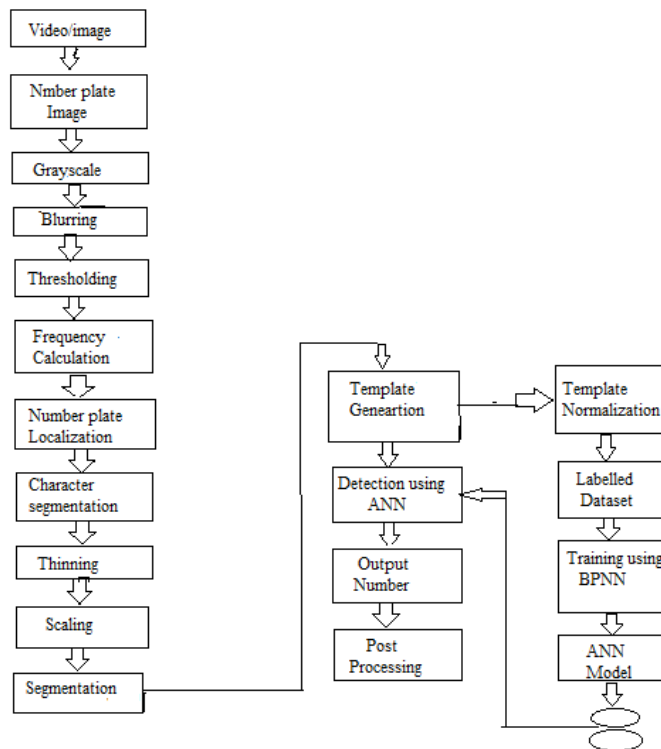 Video/image
Nmber plate
Image
Grayscale
Blurring
Thresholding
Frequency
Calculation
Number plate
Localization
Character
segmentation
Thinning
Scaling
Segmentation
Template
Geneartion
Detection using
ANN
Output
Number
Post
Processing
Template
Normalization
Labelled
Dataset
Training using
BPNN
ANN
Model